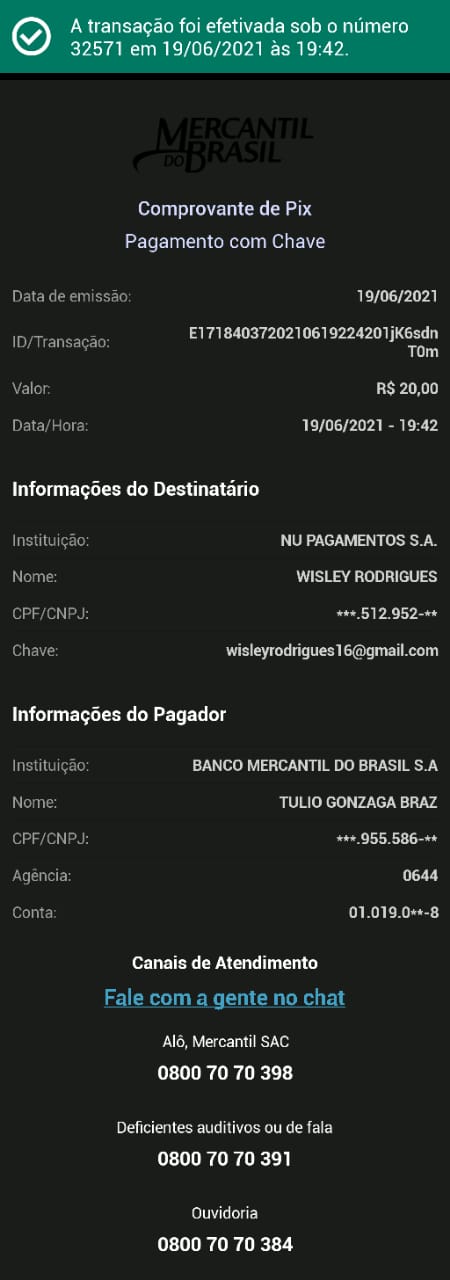 A transação foi efetivada sob o número
32571 em 19/06/2021 às 19:42.
MERCANTIL
DO BRASIL
Comprovante de Pix
Pagamento com Chave
Data de emissão: 19/06/2021
ID/Transação: E1718403720210619224201jK6sdn
T0m
Valor: R$ 20,00
Data/Hora: 19/06/2021 - 19:42
Informações do Destinatário
Instituição: NU PAGAMENTOS S.A.
Nome: WISLEY RODRIGUES
CPF/CNPJ: ***.512.952-**
Chave: wisleyrodrigues16@gmail.com
Informações do Pagador
Instituição: BANCO MERCANTIL DO BRASIL S.A
Nome: TULIO GONZAGA BRAZ
CPF/CNPJ: ***.955.586-**
Agência: 0644
Conta: 01.019.0**-8
Canais de Atendimento
Fale com a gente no chat
Alô, Mercantil SAC
0800 70 70 398
Deficientes auditivos ou de fala
0800 70 70 391
Ouvidoria
0800 70 70 384